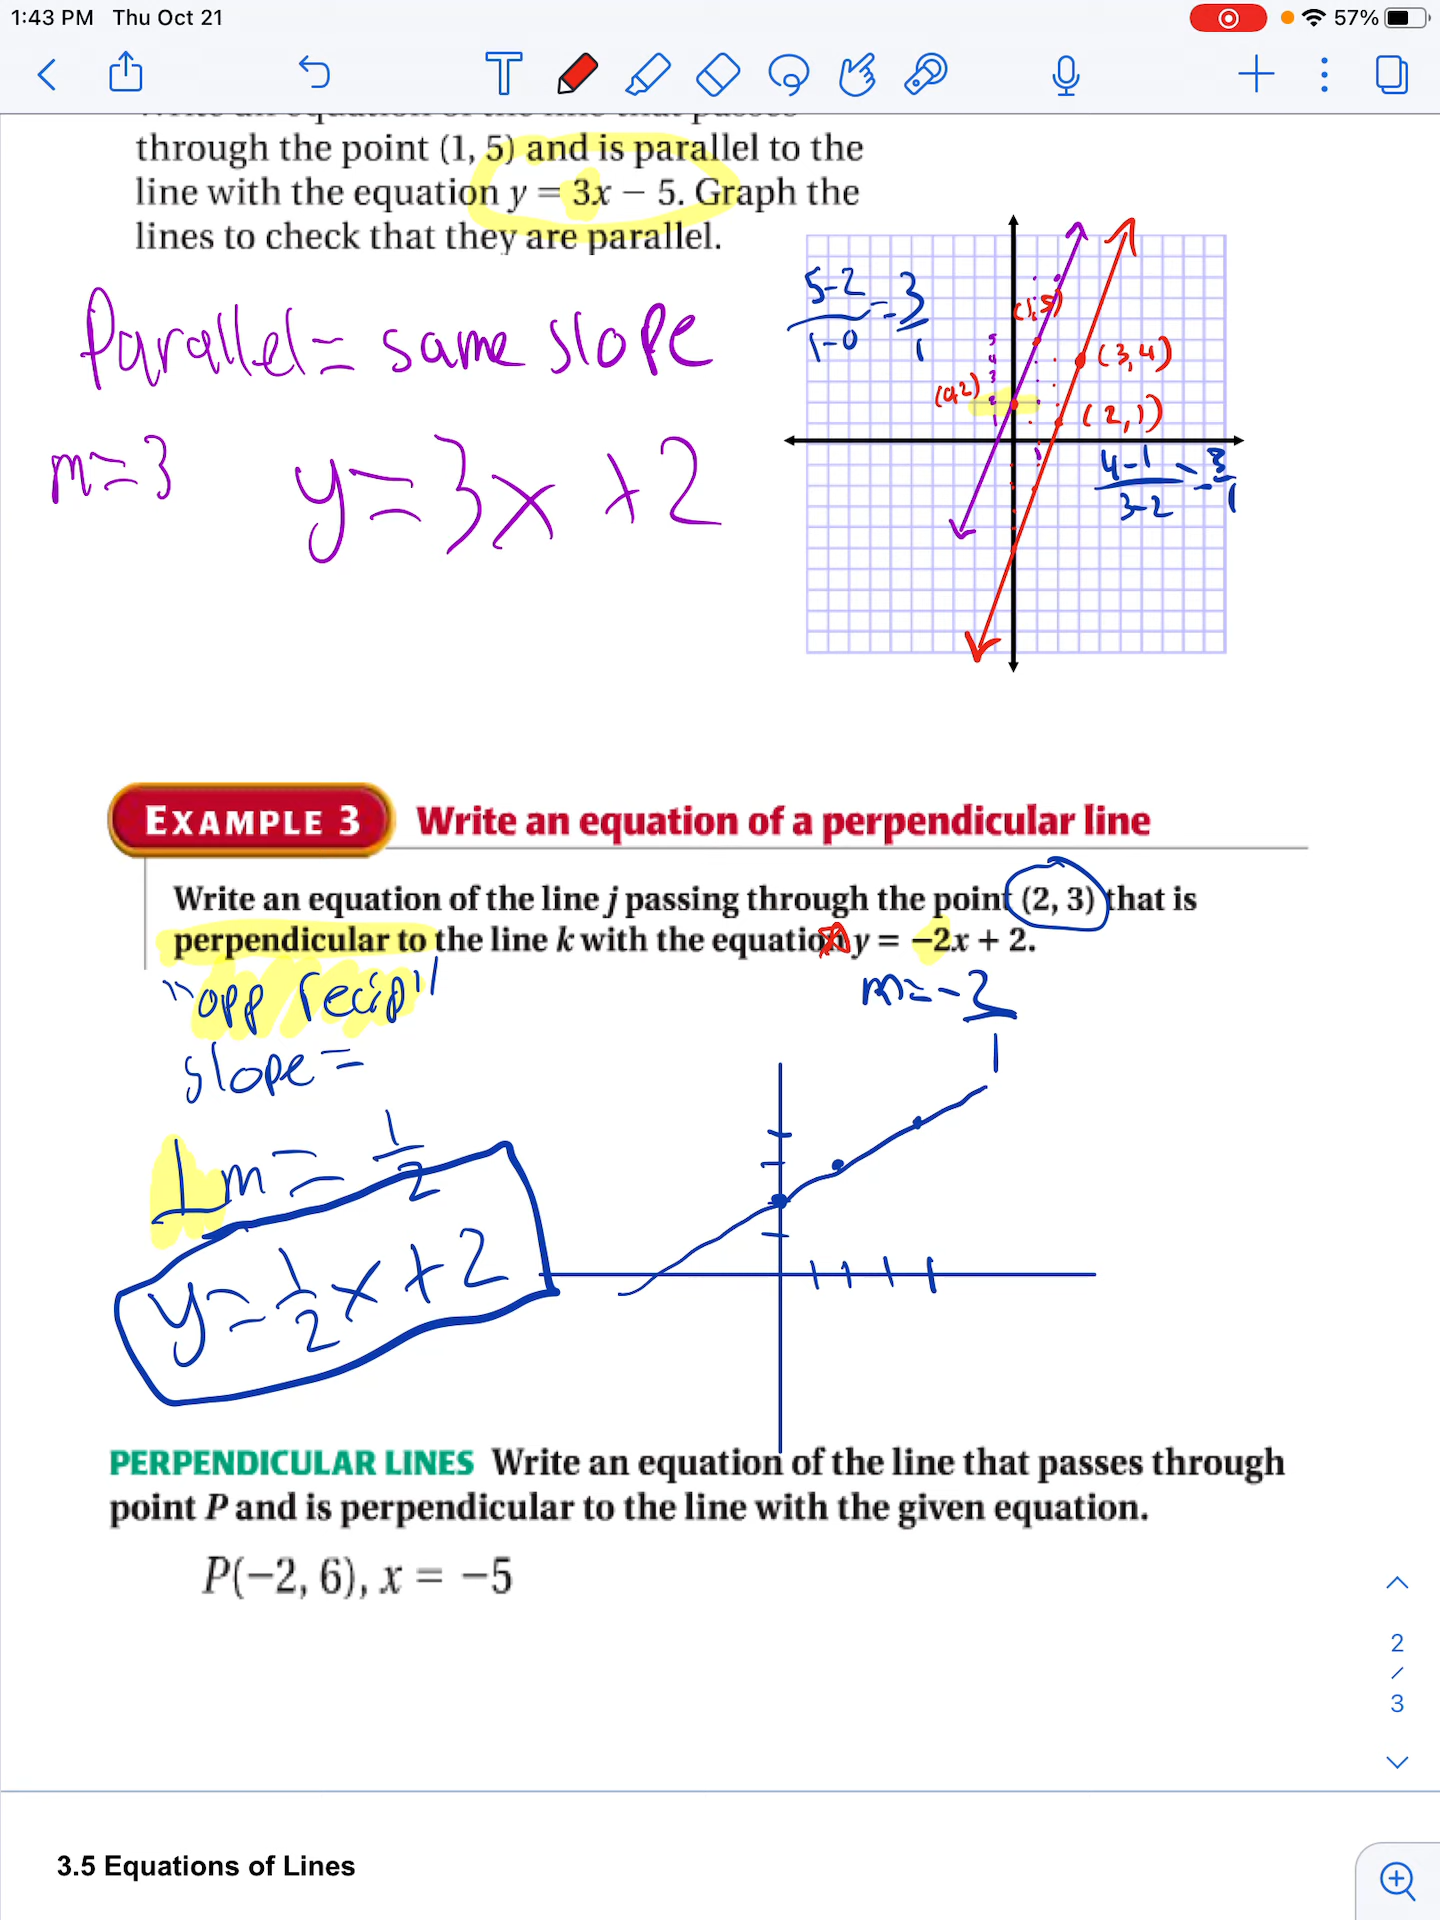 1:43 PM Thu Oct 21
57%
through the point (1, 5) and is parallel to the
line with the equation y = 3x − 5. Graph the
lines to check that they are parallel.
Parallel = same slope
m = 3
y = 3x + 2
5-2
1-0
= 3
1
(1,5)
5
4
3
2
1
(0,2)
(3,4)
(2,1)
4-1
3-2
= 3
1
EXAMPLE 3 Write an equation of a perpendicular line
Write an equation of the line j passing through the point (2, 3) that is
perpendicular to the line k with the equation y = −2x + 2.
"opp recip"
slope =
m = -2
1
⊥m = 1
2
y = 1/2 x + 2
PERPENDICULAR LINES Write an equation of the line that passes through
point P and is perpendicular to the line with the given equation.
P(−2, 6), x = −5
2
/
3
3.5 Equations of Lines